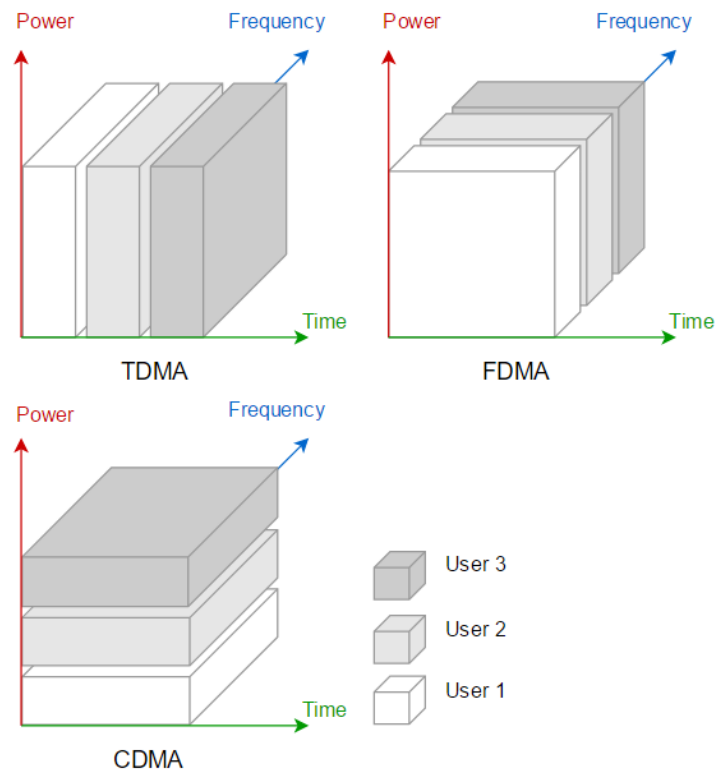 Power
Frequency
Time
TDMA
Power
Frequency
Time
FDMA
Power
Frequency
Time
CDMA
User 3
User 2
User 1